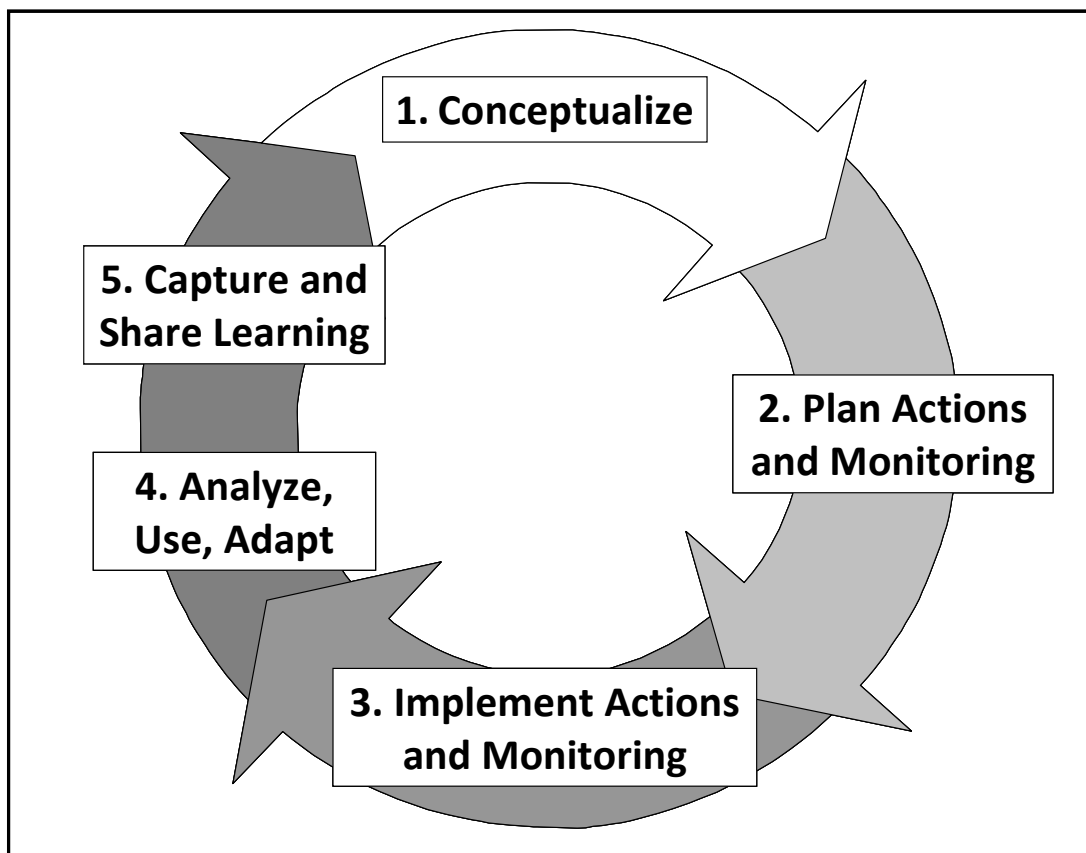 1. Conceptualize
2. Plan Actions
and Monitoring
3. Implement Actions
and Monitoring
4. Analyze,
Use, Adapt
5. Capture and
Share Learning